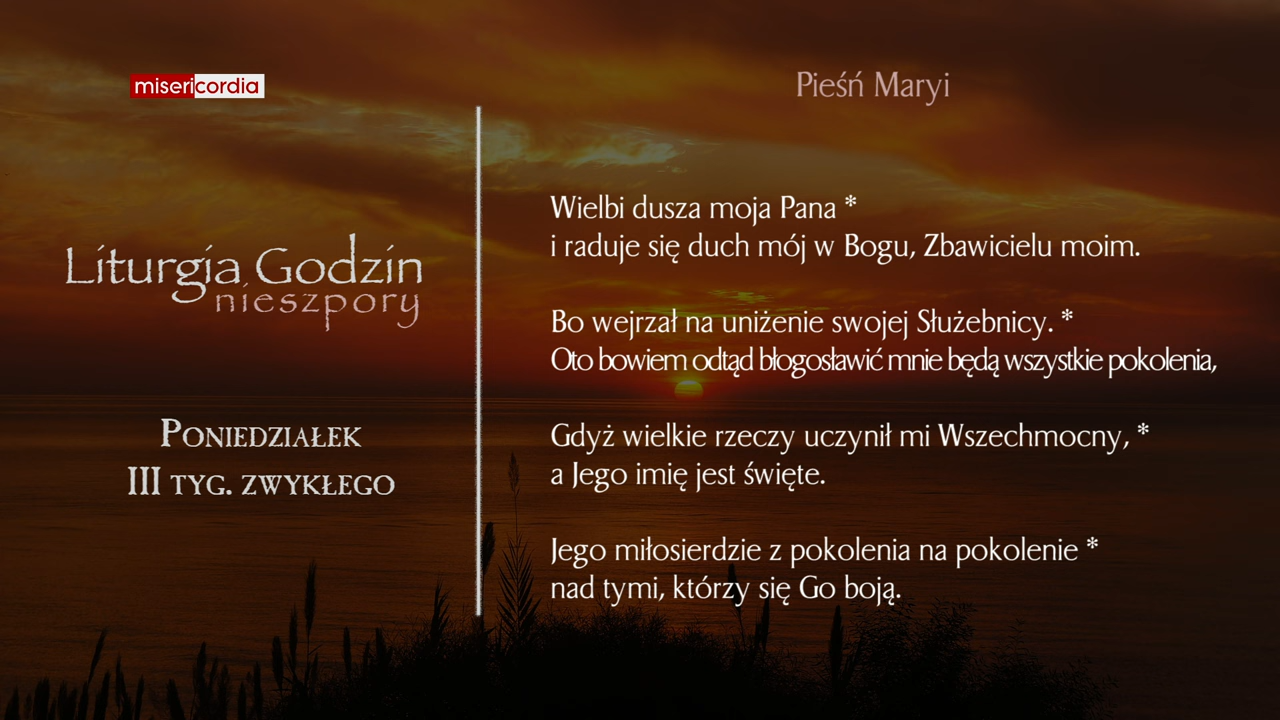 misericordia
Liturgia Godzin
nieszpory
Poniedziałek
III tyg. zwykłego
Pieśń Maryi
Wielbi dusza moja Pana *
i raduje się duch mój w Bogu, Zbawicielu moim.
Bo wejrzał na uniżenie swojej Służebnicy. *
Oto bowiem odtąd błogosławić mnie będą wszystkie pokolenia,
Gdyż wielkie rzeczy uczynił mi Wszechmocny, *
a Jego imię jest święte.
Jego miłosierdzie z pokolenia na pokolenie *
nad tymi, którzy się Go boją.